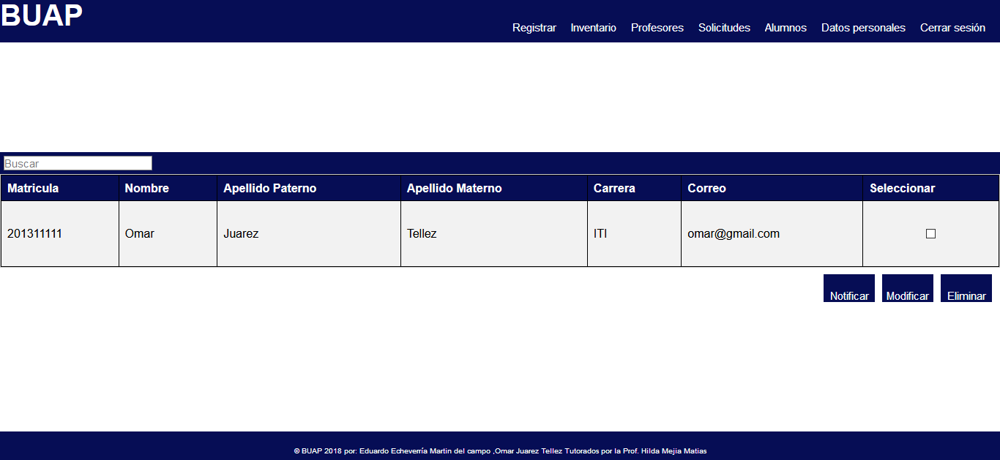 BUAP
Registrar Inventario Profesores Solicitudes Alumnos Datos personales Cerrar sesión
Buscar
Matricula Nombre Apellido Paterno Apellido Materno Carrera Correo Seleccionar
201311111 Omar Juarez Tellez ITI omar@gmail.com
Notificar Modificar Eliminar
© BUAP 2018 por: Eduardo Echeverría Martin del campo ,Omar Juarez Tellez Tutorados por la Prof. Hilda Mejia Matias